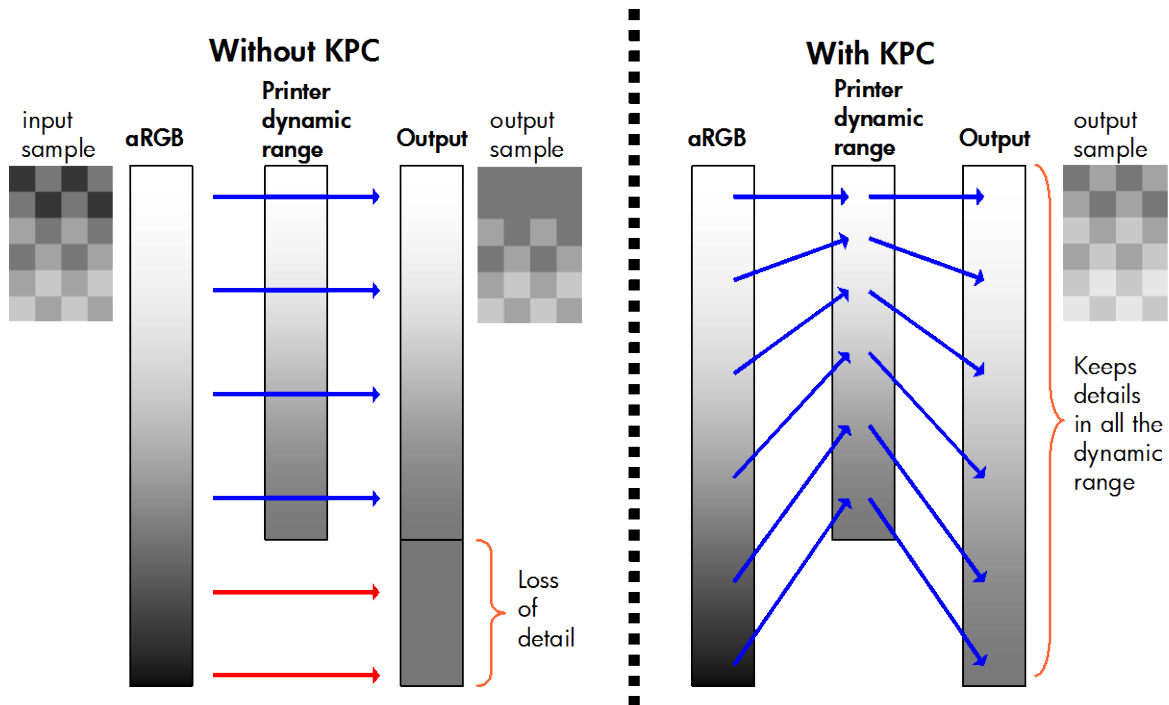 Without KPC
input
sample
aRGB
Printer
dynamic
range
Output
output
sample
Loss
of
detail
With KPC
aRGB
Printer
dynamic
range
Output
output
sample
Keeps
details
in all the
dynamic
range